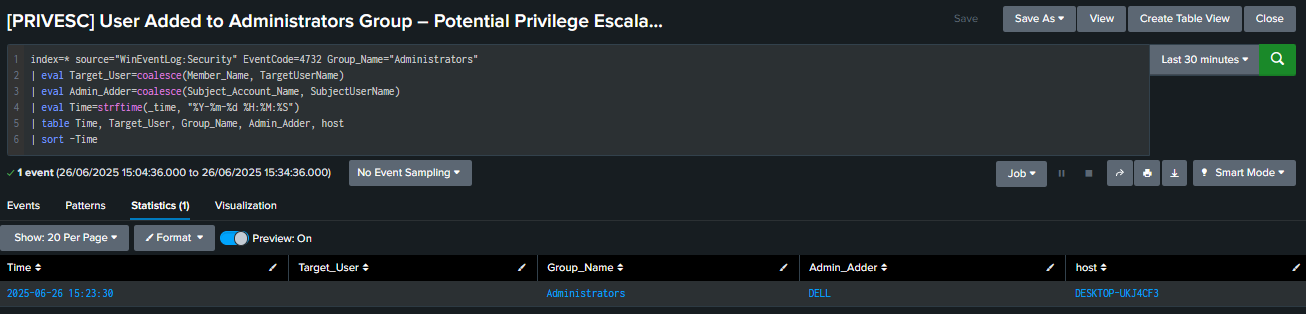 [PRIVESC] User Added to Administrators Group – Potential Privilege Escala...
Save
Save As
View
Create Table View
Close
1 index=* source="WinEventLog:Security" EventCode=4732 Group_Name="Administrators"
2 | eval Target_User=coalesce(Member_Name, TargetUserName)
3 | eval Admin_Adder=coalesce(Subject_Account_Name, SubjectUserName)
4 | eval Time=strftime(_time, "%Y-%m-%d %H:%M:%S")
5 | table Time, Target_User, Group_Name, Admin_Adder, host
6 | sort -Time
Last 30 minutes
1 event (26/06/2025 15:04:36.000 to 26/06/2025 15:34:36.000)
No Event Sampling
Job
Smart Mode
Events Patterns Statistics (1) Visualization
Show: 20 Per Page Format Preview: On
Time Target_User Group_Name Admin_Adder host
2025-06-26 15:23:30 Administrators DELL DESKTOP-UKJ4CF3